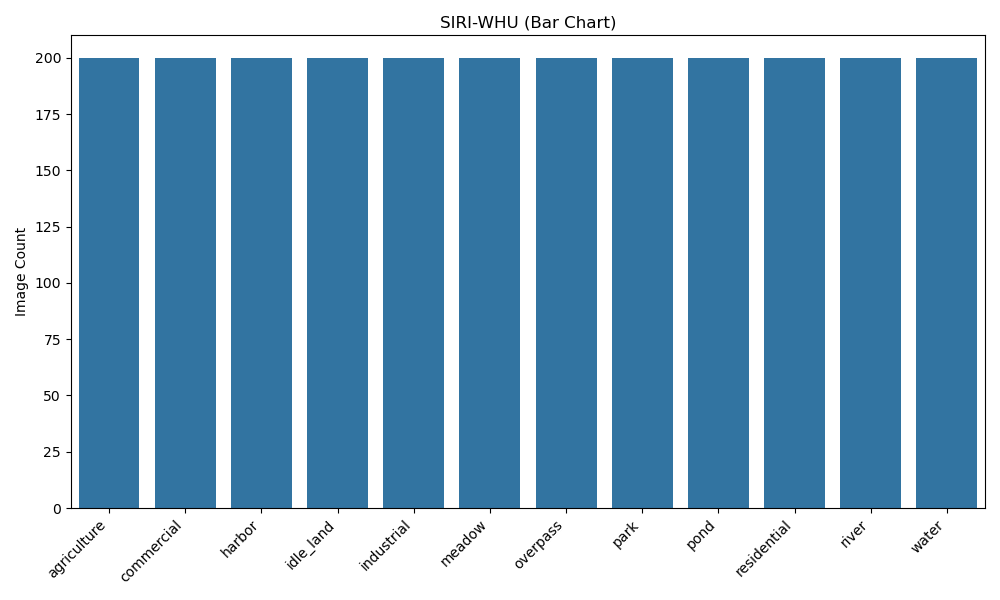 SIRI-WHU (Bar Chart)
Image Count
200
175
150
125
100
75
50
25
0
agriculture
commercial
harbor
idle_land
industrial
meadow
overpass
park
pond
residential
river
water